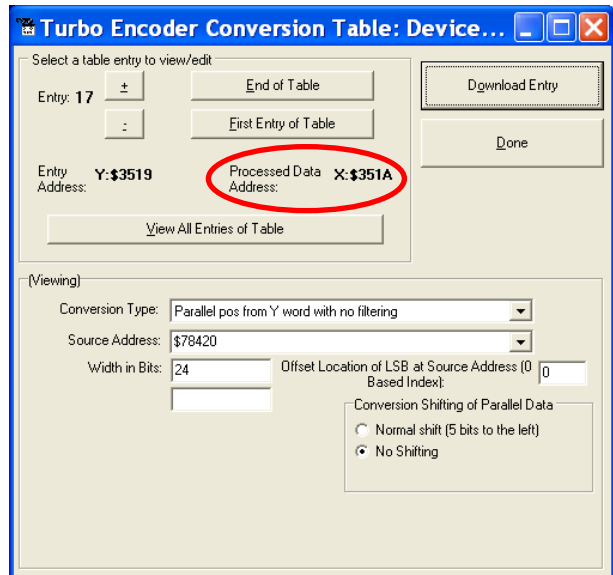 Turbo Encoder Conversion Table: Device...
Select a table entry to view/edit
Entry: 17
+
End of Table
Download Entry
-
First Entry of Table
Done
Entry Address: Y:$3519
Processed Data Address: X:$351A
View All Entries of Table
(Viewing)
Conversion Type: Parallel pos from Y word with no filtering
Source Address: $78420
Width in Bits: 24
Offset Location of LSB at Source Address (0
Based Index): 0
Conversion Shifting of Parallel Data
Normal shift (5 bits to the left)
No Shifting